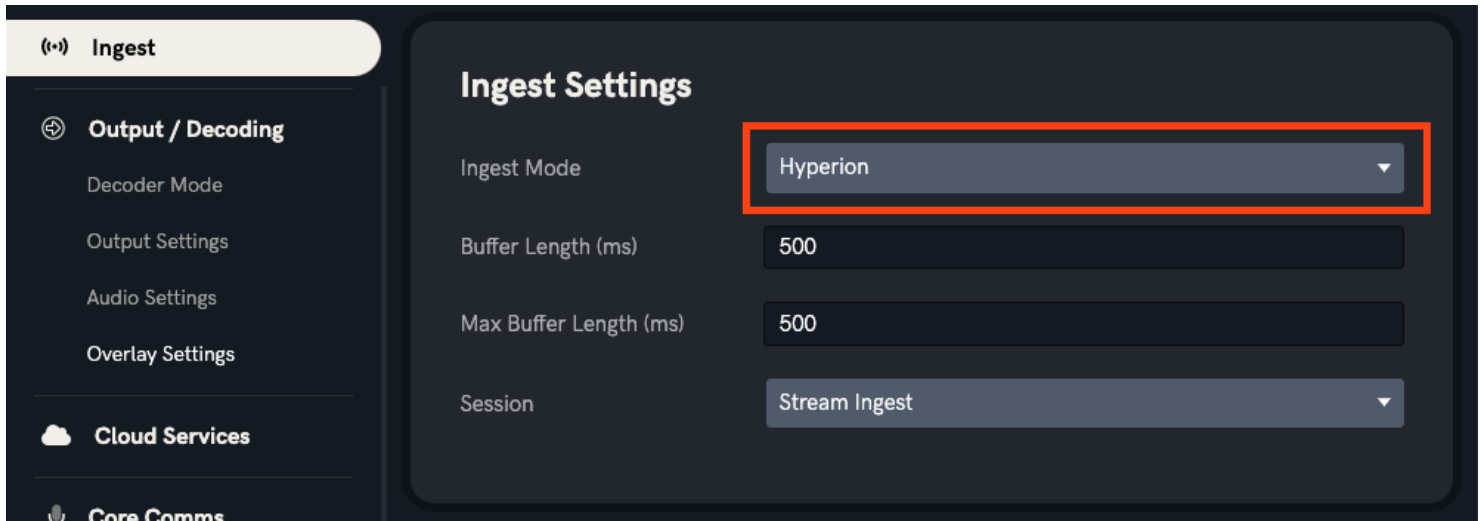 Ingest
Output / Decoding
Decoder Mode
Output Settings
Audio Settings
Overlay Settings
Cloud Services
Core Comms
Ingest Settings
Ingest Mode
Hyperion
Buffer Length (ms)
500
Max Buffer Length (ms)
500
Session
Stream Ingest